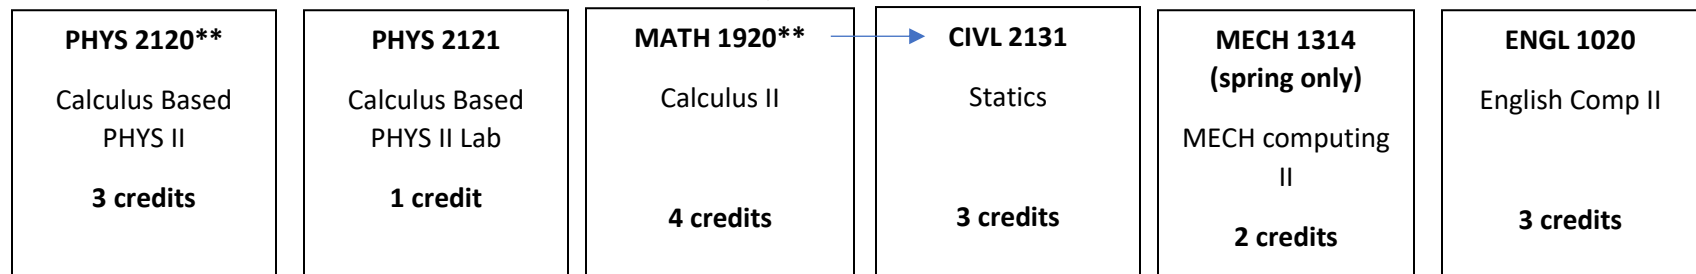 PHYS 2120**
Calculus Based
PHYS II
3 credits
PHYS 2121
Calculus Based
PHYS II Lab
1 credit
MATH 1920**
Calculus II
4 credits
CIVL 2131
Statics
3 credits
MECH 1314
(spring only)
MECH computing
II
2 credits
ENGL 1020
English Comp II
3 credits